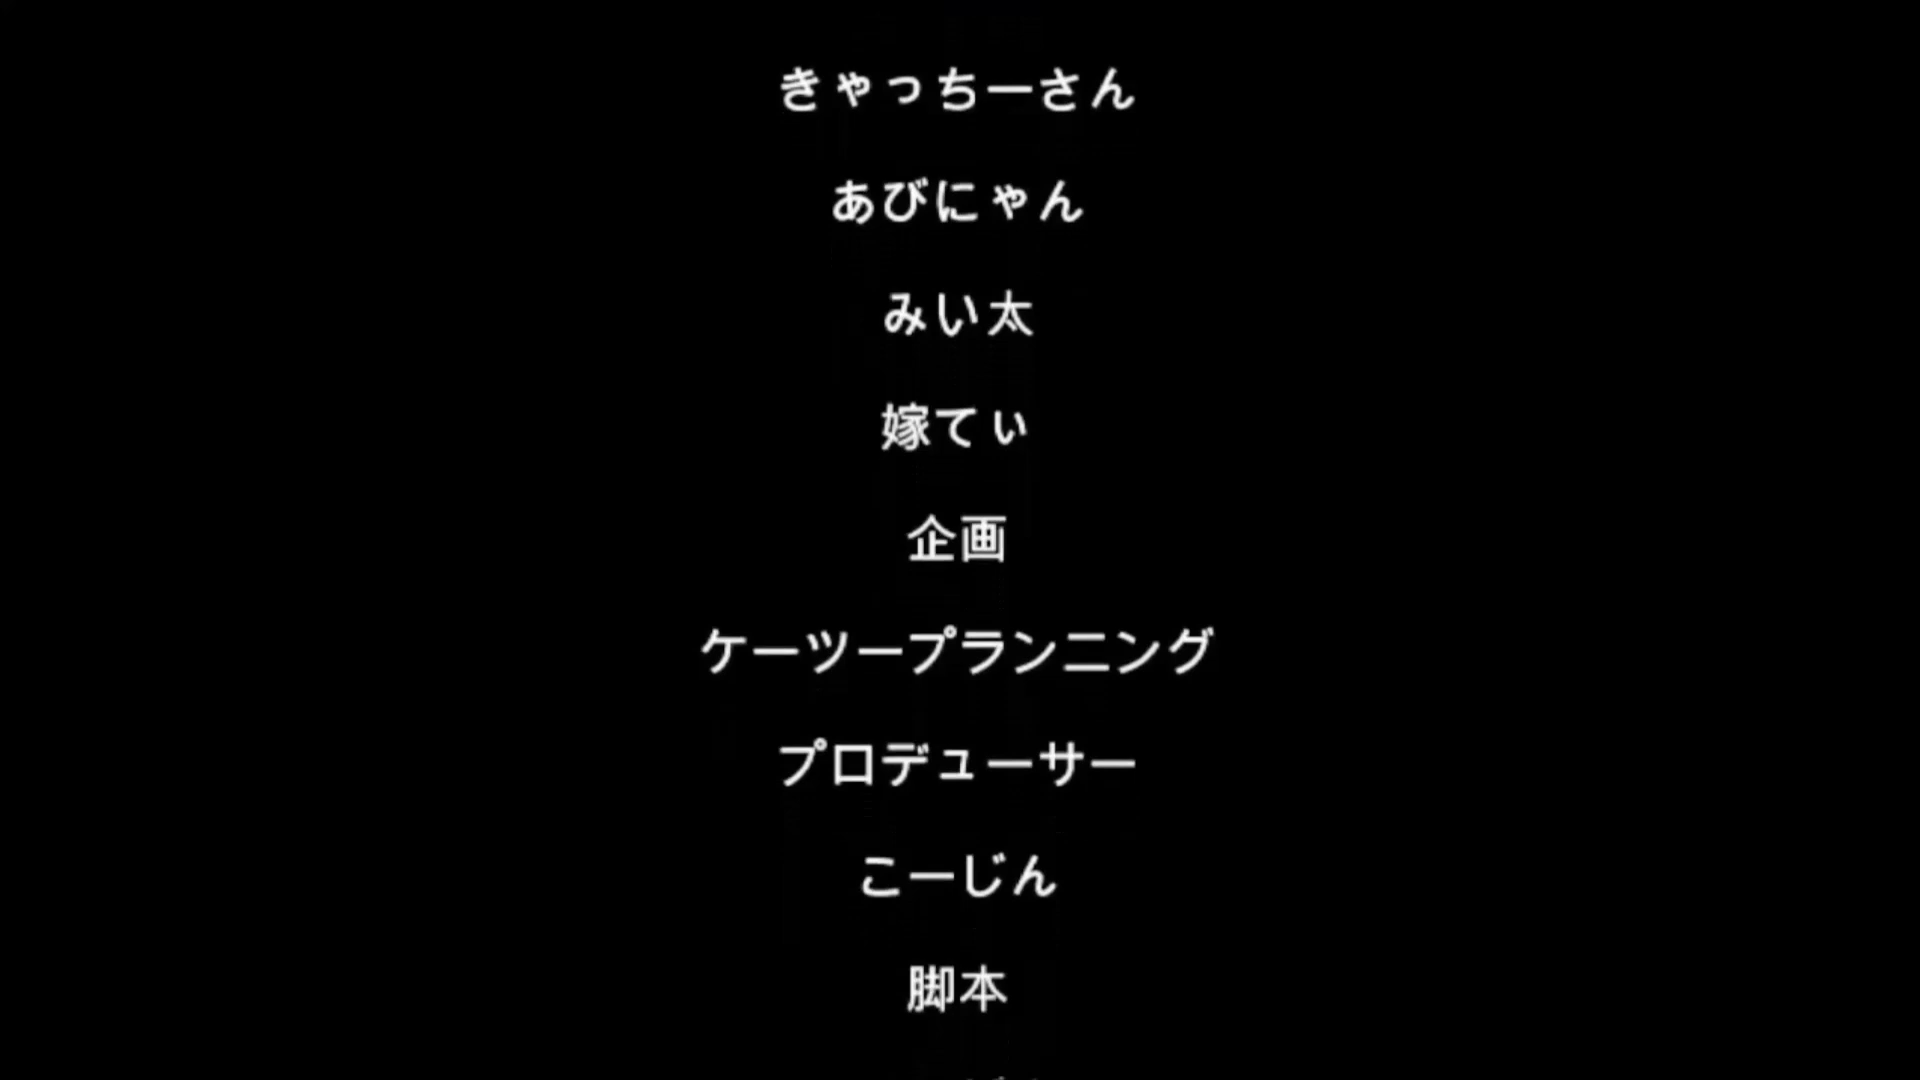 きゃっちーさん
あびにゃん
みい太
嫁てぃ
企画
ケーツープランニング
プロデューサー
こーじん
脚本